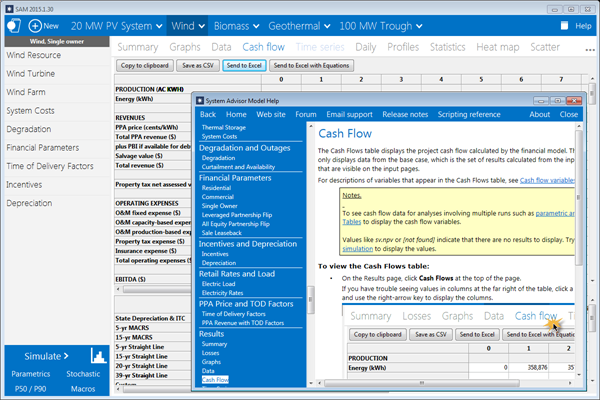 SAM 2015.1.30
New 20 MW PV System Wind Biomass Geothermal 100 MW Trough Help
Wind, Single owner
Wind Resource
Wind Turbine
Wind Farm
System Costs
Degradation
Financial Parameters
Time of Delivery Factors
Incentives
Depreciation
Simulate >
Parametrics Stochastic
P50 / P90 Macros
Summary Graphs Data Cash flow Time series Daily Profiles Statistics Heat map Scatter ...
Copy to clipboard Save as CSV Send to Excel Send to Excel with Equations
0 1 2 3 4 5 6 7
PRODUCTION (AC KWH)
Energy (kWh)
REVENUES
PPA price (cents/kWh)
Total PPA revenue ($)
plus PBI if available for deb
Salvage value ($)
Total revenue ($)
Property tax net assessed v
OPERATING EXPENSES
O&M fixed expense ($)
O&M capacity-based exper
O&M production-based exp
Property tax expense ($)
Insurance expense ($)
Total operating expenses ($)
EBITDA ($)
State Depreciation & ITC
5-yr MACRS
15-yr MACRS
5-yr Straight Line
15-yr Straight Line
20-yr Straight Line
39-yr Straight Line
Custom
System Advisor Model Help
Back Home Web site Forum Email support Release notes Scripting reference About Close
Thermal Storage
System Costs
Degradation and Outages
Degradation
Curtailment and Availability
Financial Parameters
Residential
Commercial
Single Owner
Leveraged Partnership Flip
All Equity Partnership Flip
Sale Leaseback
Incentives and Depreciation
Incentives
Depreciation
Retail Rates and Load
Electric Load
Electricity Rates
PPA Price and TOD Factors
Time of Delivery Factors
PPA Revenue with TOD Factors
Results
Summary
Losses
Graphs
Data
Cash Flow
Cash Flow
The Cash Flows table displays the project cash flow calculated by the financial model. Th
only displays data from the base case, which is the set of results calculated from the inp
that are visible on the input pages.
For descriptions of variables that appear in the Cash Flows table, see Cash flow variables
Notes.
To see cash flow data for analyses involving multiple runs such as parametric ar
Tables to display the cash flow variables.
Values like sv.npv or [not found] indicate that there are no results to display. Try
simulation to display the values.
To view the Cash Flows table:
• On the Results page, click Cash Flows at the top of the page.
If you have trouble seeing values in columns at the far right of the table, click a
and use the right-arrow key to display the columns.
Summary Losses Graphs Data Cash flow Ti
Copy to clipboard Save as CSV Send to Excel Send to Excel with Equatio
0 1 2
PRODUCTION
Energy (kWh) 0 358,876 35